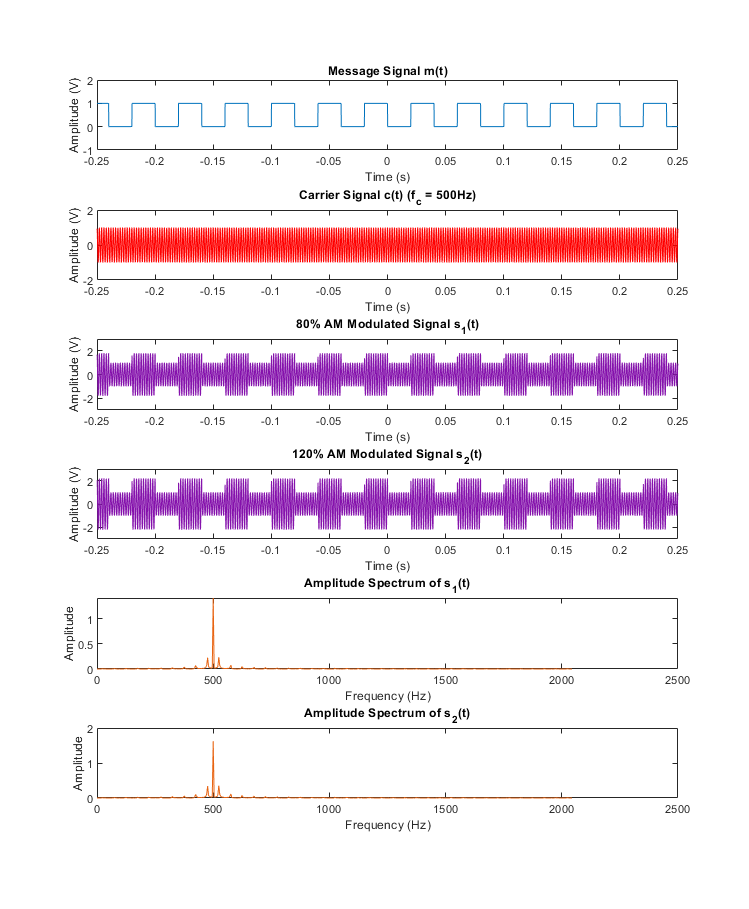 Message Signal m(t)
Amplitude (V)
2
1
0
-1
-0.25 -0.2 -0.15 -0.1 -0.05 0 0.05 0.1 0.15 0.2 0.25
Time (s)
Carrier Signal c(t) (fc = 500Hz)
Amplitude (V)
2
0
-2
-0.25 -0.2 -0.15 -0.1 -0.05 0 0.05 0.1 0.15 0.2 0.25
Time (s)
80% AM Modulated Signal s1(t)
Amplitude (V)
2
0
-2
-0.25 -0.2 -0.15 -0.1 -0.05 0 0.05 0.1 0.15 0.2 0.25
Time (s)
120% AM Modulated Signal s2(t)
Amplitude (V)
2
0
-2
-0.25 -0.2 -0.15 -0.1 -0.05 0 0.05 0.1 0.15 0.2 0.25
Time (s)
Amplitude Spectrum of s1(t)
Amplitude
1
0.5
0
0 500 1000 1500 2000 2500
Frequency (Hz)
Amplitude Spectrum of s2(t)
Amplitude
2
1
0
0 500 1000 1500 2000 2500
Frequency (Hz)